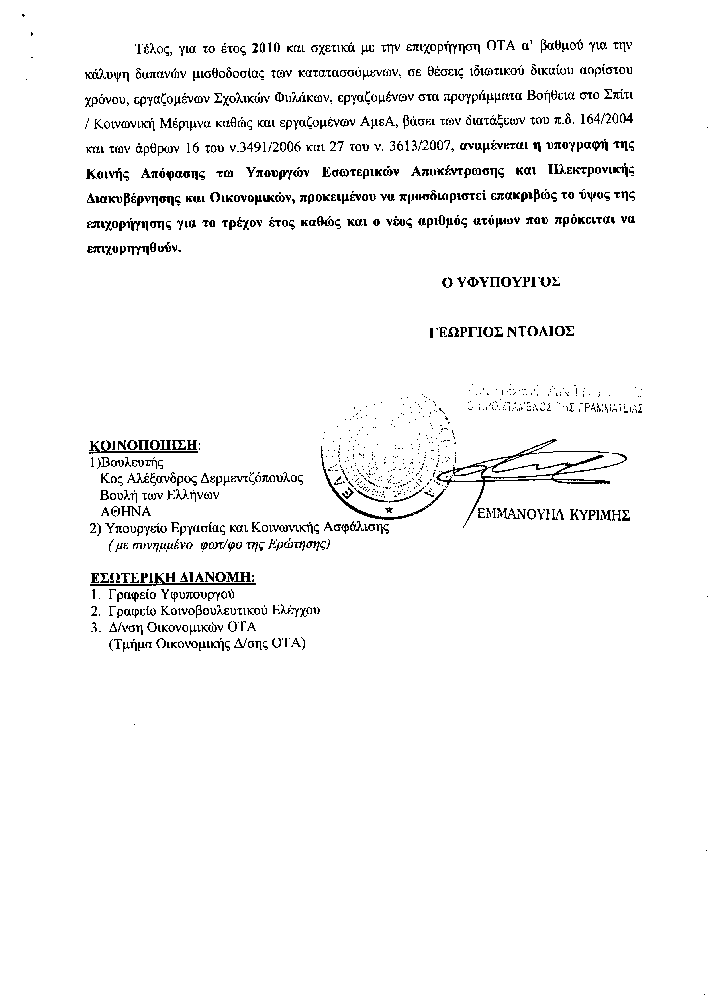 Τέλος, για το έτος 2010 και σχετικά με την επιχορήγηση ΟΤΑ α’ βαθμού για την
κάλυψη δαπανών μισθοδοσίας των κατατασσόμενων, σε θέσεις ιδιωτικού δικαίου αορίστου
χρόνου, εργαζομένων Σχολικών Φυλάκων, εργαζομένων στα προγράμματα Βοήθεια στο Σπίτι
/ Κοινωνική Μέριμνα καθώς και εργαζομένων ΑμεΑ, βάσει των διατάξεων του π.δ. 164/2004
και των άρθρων 16 του ν.3491/2006 και 27 του ν. 3613/2007, αναμένεται η υπογραφή της
Κοινής Απόφασης τω Υπουργών Εσωτερικών Αποκέντρωσης και Ηλεκτρονικής
Διακυβέρνησης και Οικονομικών, προκειμένου να προσδιοριστεί επακριβώς το ύψος της
επιχορήγησης για το τρέχον έτος καθώς και ο νέος αριθμός ατόμων που πρόκειται να
επιχορηγηθούν.
Ο ΥΦΥΠΟΥΡΓΟΣ
ΓΕΩΡΓΙΟΣ ΝΤΟΛΙΟΣ
Ο ΠΡΟΪΣΤΑΜΕΝΟΣ ΤΗΣ ΓΡΑΜΜΑΤΕΙΑΣ
ΚΟΙΝΟΠΟΙΗΣΗ:
1)Βουλευτής
Κος Αλέξανδρος Δερμεντζόπουλος
Βουλή των Ελλήνων
ΑΘΗΝΑ
ΕΜΜΑΝΟΥΗΛ ΚΥΡΙΜΗΣ
2) Υπουργείο Εργασίας και Κοινωνικής Ασφάλισης
( με συνημμένο φωτ/φο της Ερώτησης)
ΕΣΩΤΕΡΙΚΗ ΔΙΑΝΟΜΗ:
1. Γραφείο Υφυπουργού
2. Γραφείο Κοινοβουλευτικού Ελέγχου
3. Δ/νση Οικονομικών ΟΤΑ
(Τμήμα Οικονομικής Δ/σης ΟΤΑ)